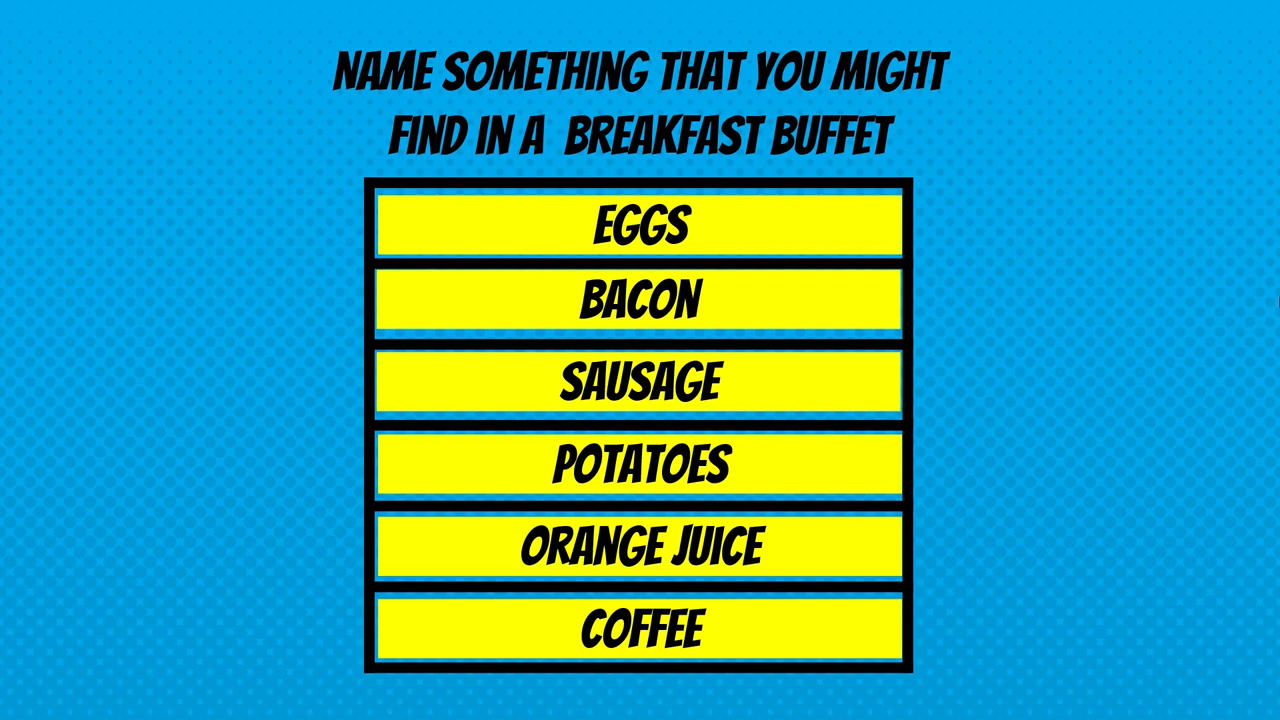 NAME SOMETHING THAT YOU MIGHT
FIND IN A BREAKFAST BUFFET
EGGS
BACON
SAUSAGE
POTATOES
ORANGE JUICE
COFFEE